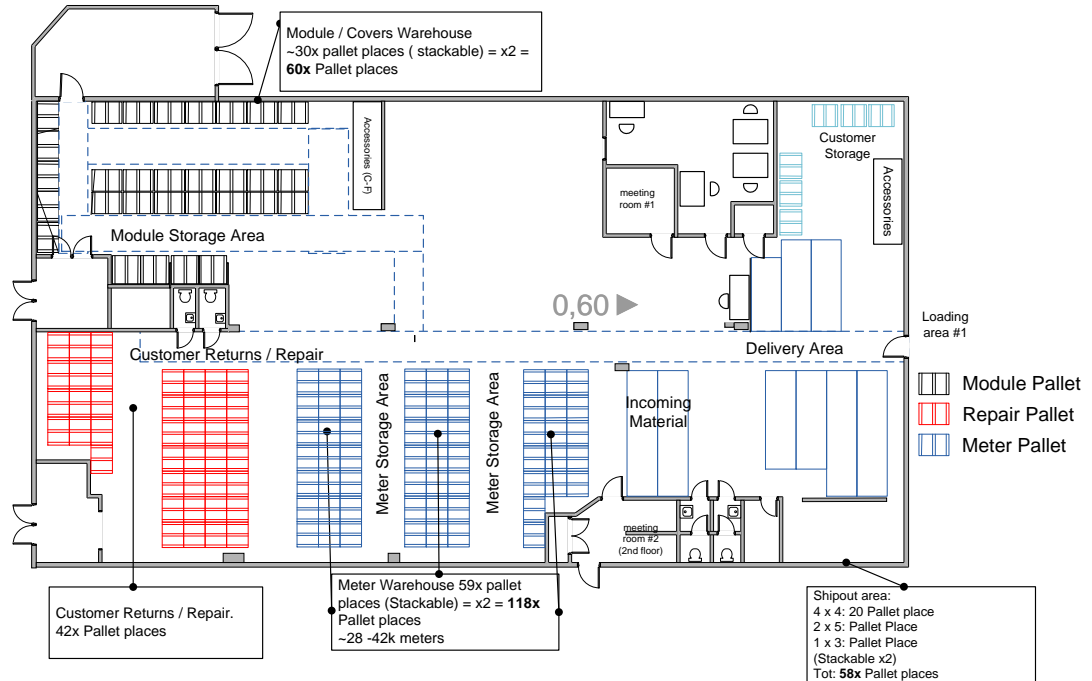 Module / Covers Warehouse
~30x pallet places ( stackable) = x2 =
60x Pallet places
Accessories (C-F)
Customer
Storage
Accessories
meeting
room #1
Module Storage Area
0,60
Loading
area #1
Customer Returns / Repair
Delivery Area
Module Pallet
Repair Pallet
Meter Pallet
Incoming
Material
Meter Storage Area
Meter Storage Area
meeting
room #2
(2nd floor)
Customer Returns / Repair.
42x Pallet places
Meter Warehouse 59x pallet
places (Stackable) = x2 = 118x
Pallet places
~28 -42k meters
Shipout area:
4 x 4: 20 Pallet place
2 x 5: Pallet Place
1 x 3: Pallet Place
(Stackable x2)
Tot: 58x Pallet places